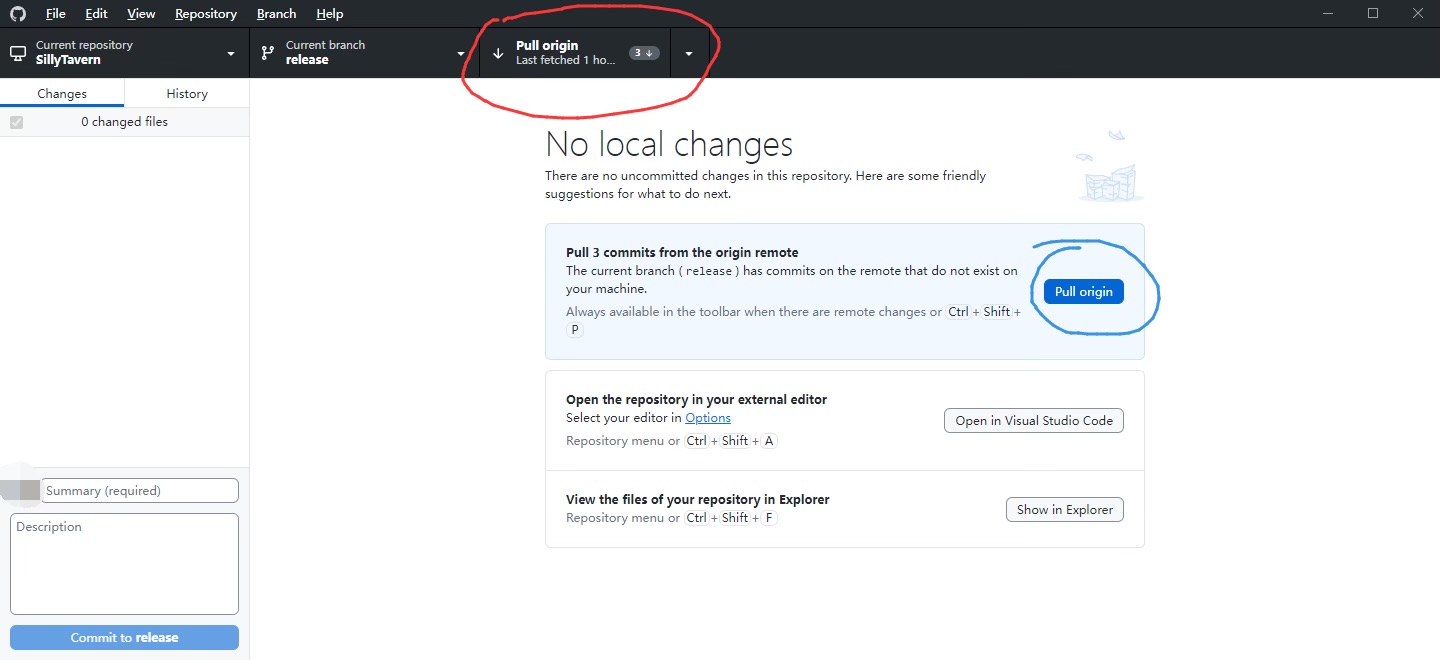 File Edit View Repository Branch Help
Current repository
SillyTavern
Current branch
release
Pull origin
Last fetched 1 ho...
3
Changes
History
0 changed files
No local changes
There are no uncommitted changes in this repository. Here are some friendly
suggestions for what to do next.
Pull 3 commits from the origin remote
The current branch ( release ) has commits on the remote that do not exist on
your machine.
Always available in the toolbar when there are remote changes or Ctrl + Shift +
P
Pull origin
Open the repository in your external editor
Select your editor in Options
Repository menu or Ctrl + Shift + A
Open in Visual Studio Code
View the files of your repository in Explorer
Repository menu or Ctrl + Shift + F
Show in Explorer
Summary (required)
Description
Commit to release